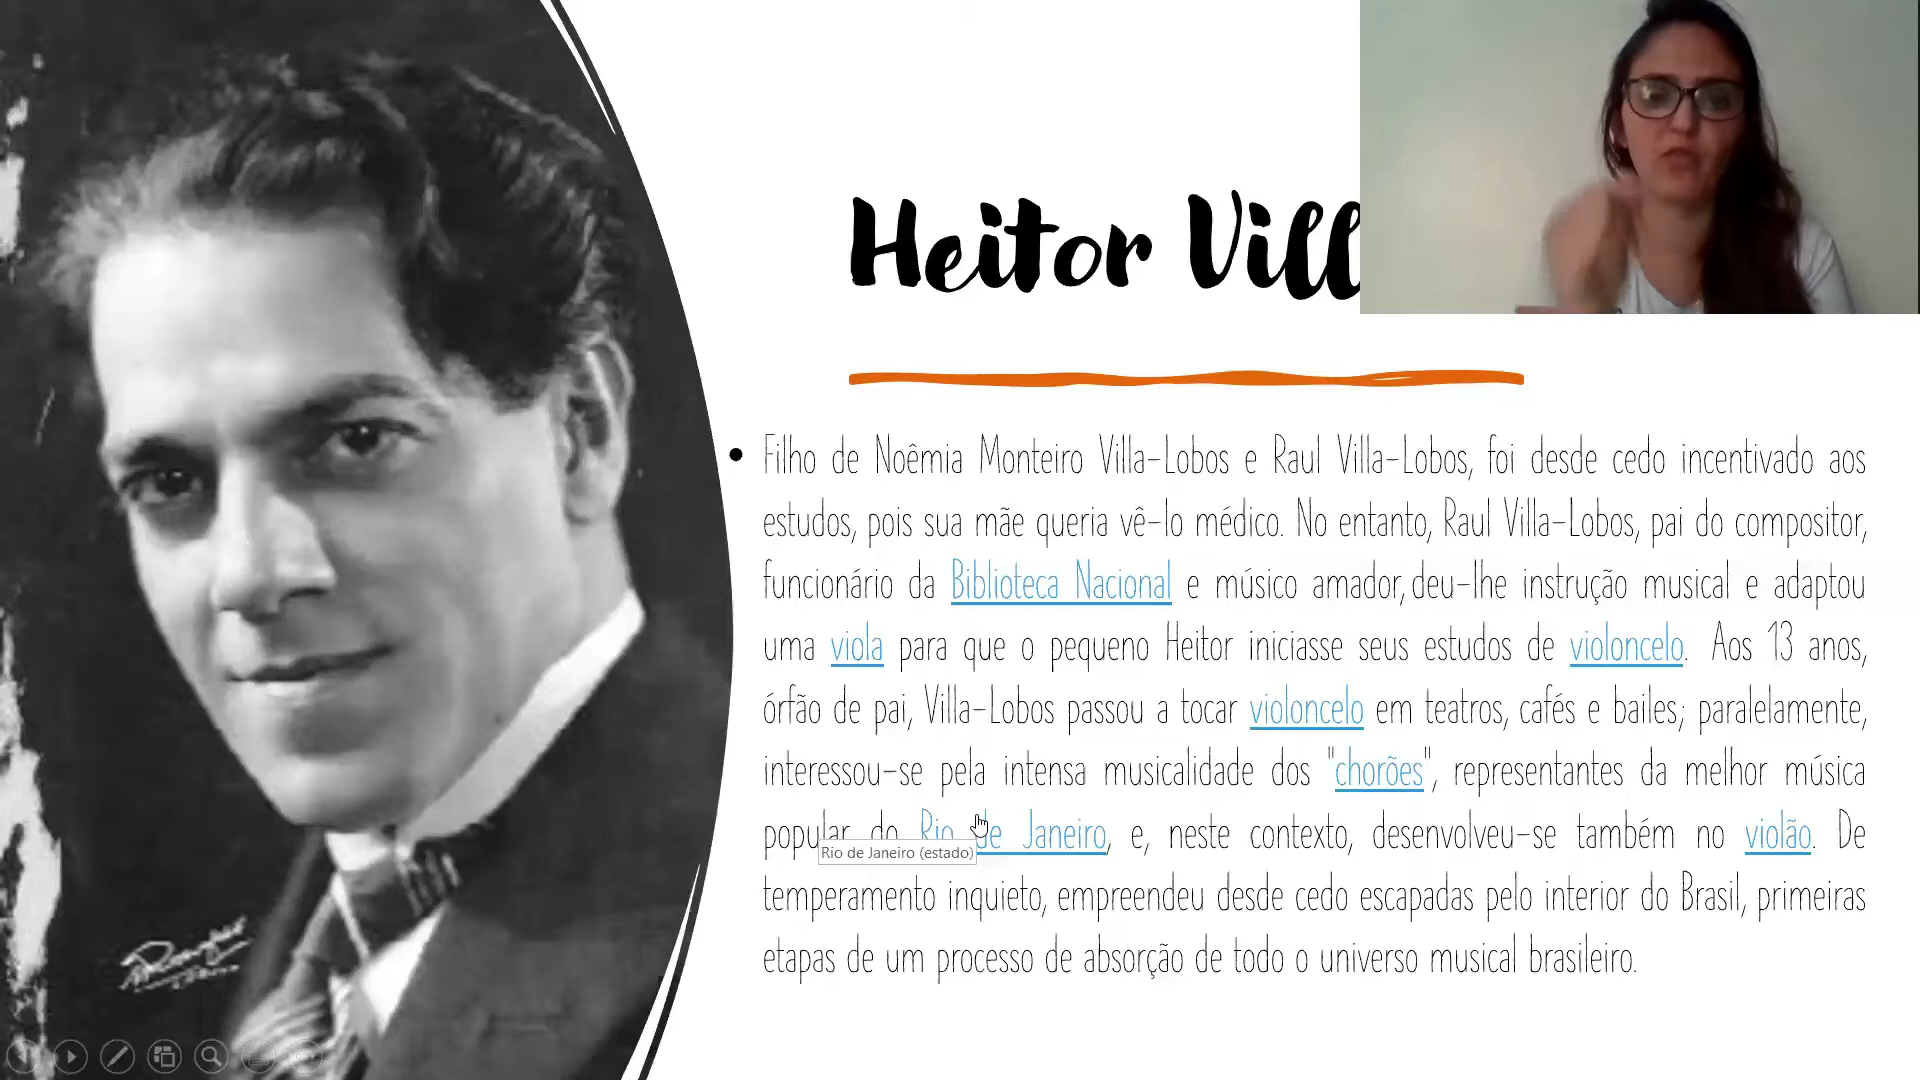 Heitor Vill
Filho de Noêmia Monteiro Villa-Lobos e Raul Villa-Lobos, foi desde cedo incentivado aos
estudos, pois sua mãe queria vê-lo médico. No entanto, Raul Villa-Lobos, pai do compositor,
funcionário da Biblioteca Nacional e músico amador, deu-lhe instrução musical e adaptou
uma viola para que o pequeno Heitor iniciasse seus estudos de violoncelo. Aos 13 anos,
órfão de pai, Villa-Lobos passou a tocar violoncelo em teatros, cafés e bailes; paralelamente,
interessou-se pela intensa musicalidade dos "chorões", representantes da melhor música
popular do Rio de Janeiro, e, neste contexto, desenvolveu-se também no violão. De
Rio de Janeiro (estado)
temperamento inquieto, empreendeu desde cedo escapadas pelo interior do Brasil, primeiras
etapas de um processo de absorção de todo o universo musical brasileiro.